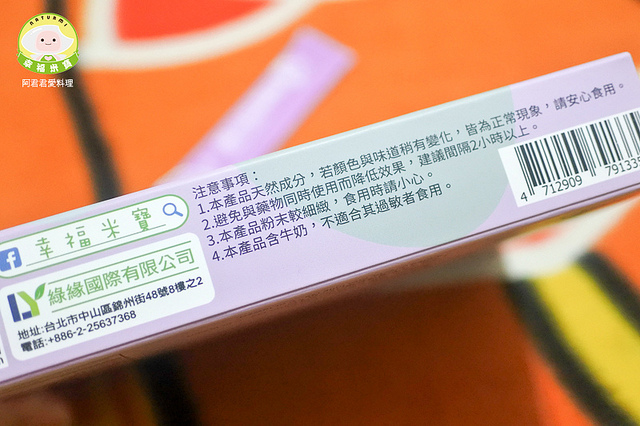 NATURMI
幸福米寶
阿君君愛料理
注意事項：
1.本產品天然成分，若顏色與味道稍有變化，皆為正常現象，請安心食用。
2.避免與藥物同時使用而降低效果，建議間隔2小時以上。
3.本產品粉末較細緻，食用時請小心。
4.本產品含牛奶，不適合其過敏者食用。
f 幸福米寶
LY 綠緣國際有限公司
地址:台北市中山區錦州街48號8樓之2
電話:+886-2-25637368
4 712909 79132